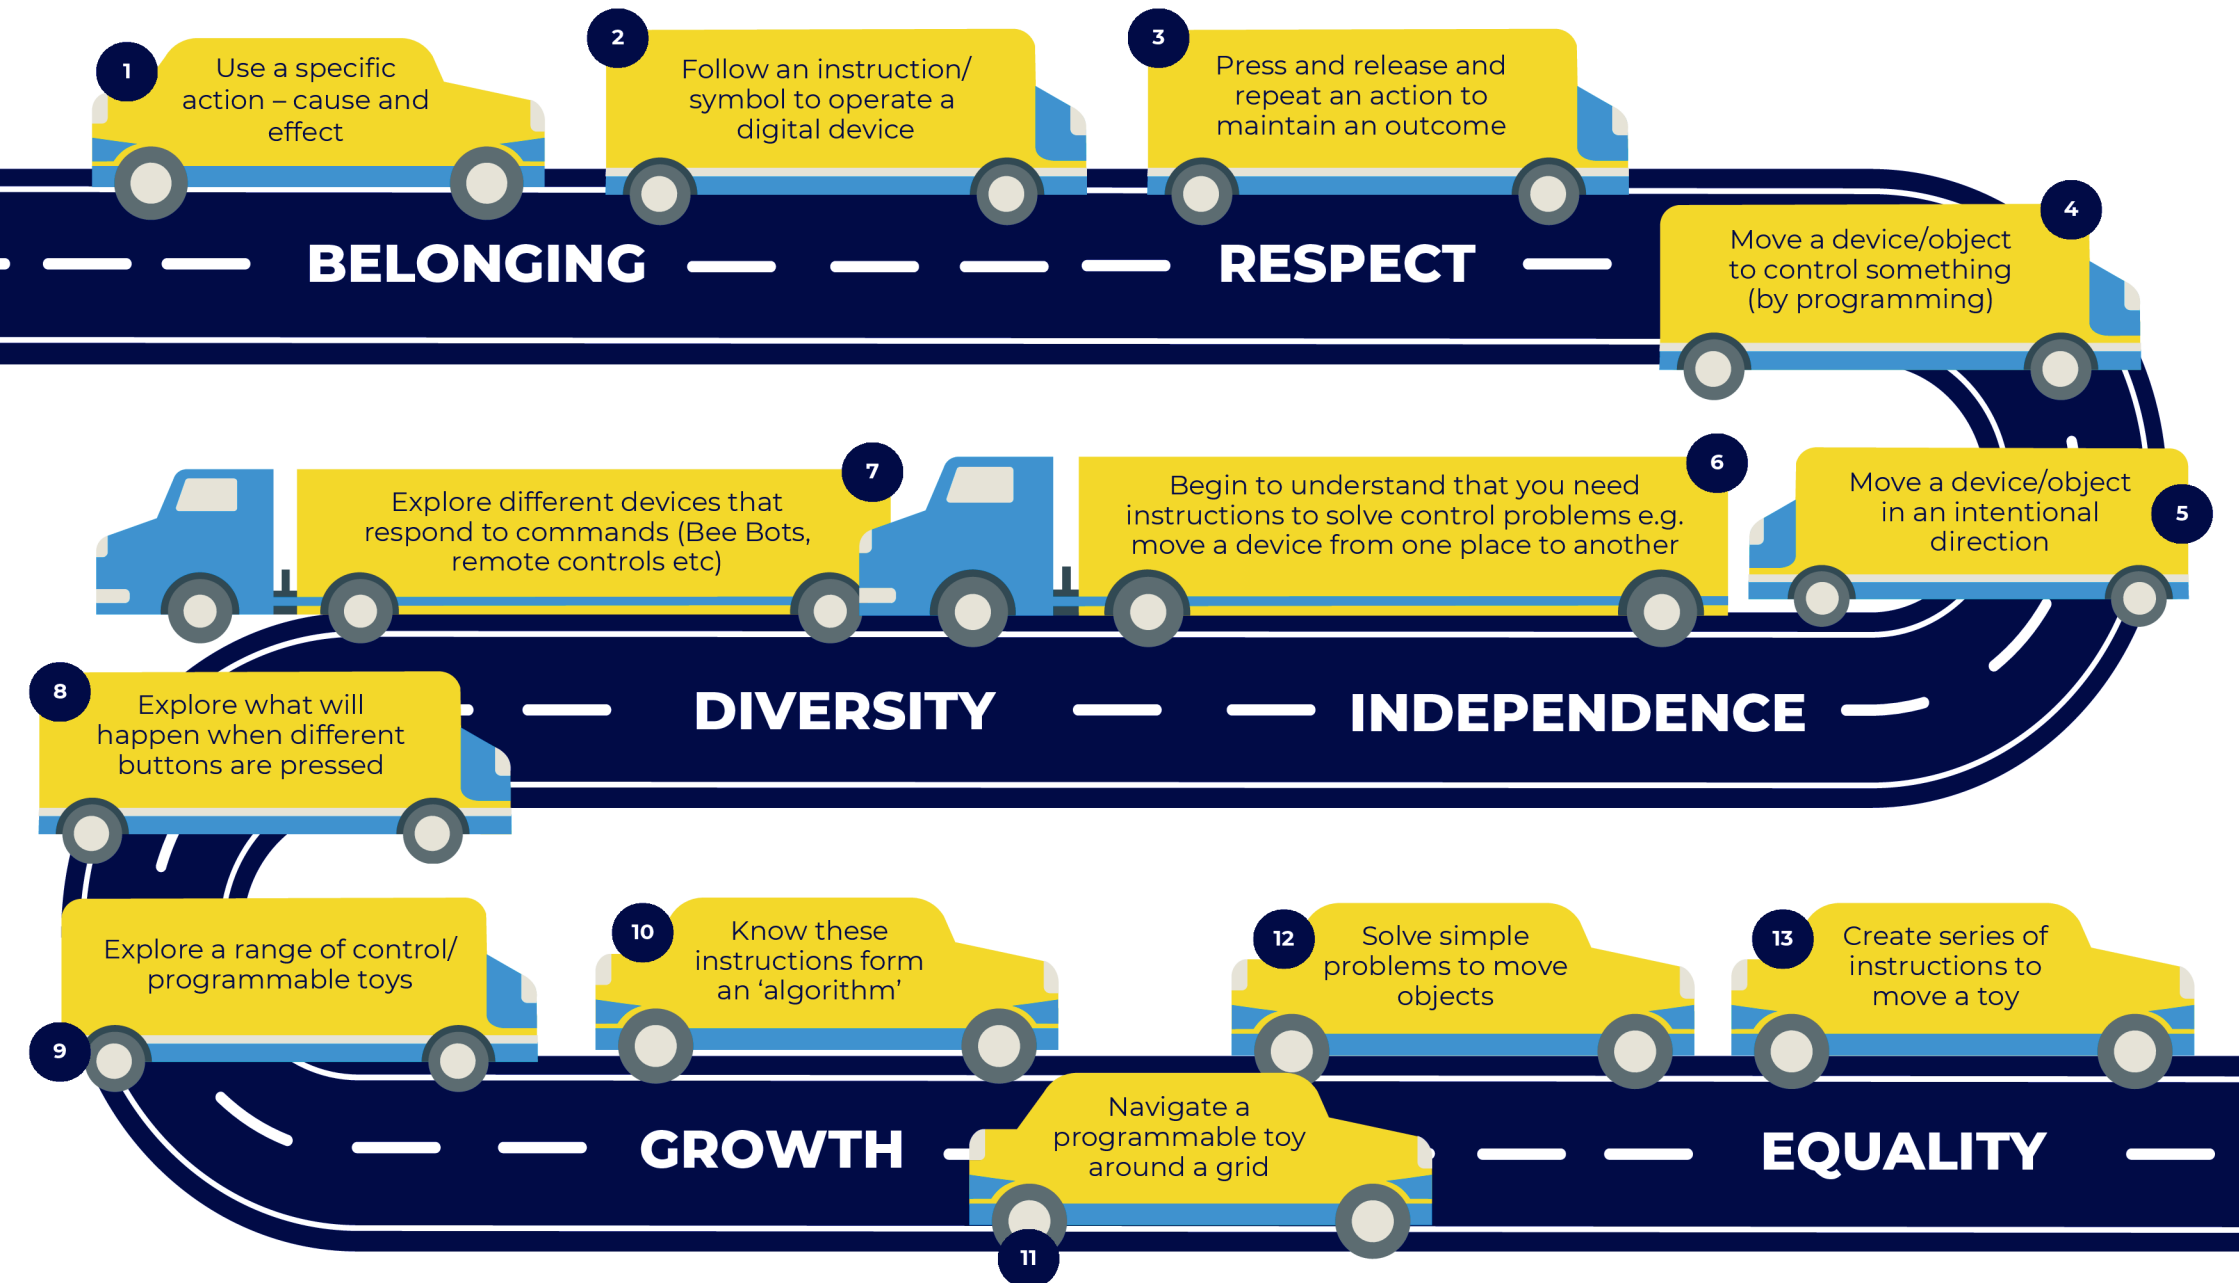 1
Use a specific
action – cause and
effect
2
Follow an instruction/
symbol to operate a
digital device
3
Press and release and
repeat an action to
maintain an outcome
BELONGING
RESPECT
4
Move a device/object
to control something
(by programming)
5
Move a device/object
in an intentional
direction
6
Begin to understand that you need
instructions to solve control problems e.g.
move a device from one place to another
7
Explore different devices that
respond to commands (Bee Bots,
remote controls etc)
DIVERSITY
INDEPENDENCE
8
Explore what will
happen when different
buttons are pressed
9
Explore a range of control/
programmable toys
10
Know these
instructions form
an ‘algorithm’
11
Navigate a
programmable toy
around a grid
12
Solve simple
problems to move
objects
13
Create series of
instructions to
move a toy
GROWTH
EQUALITY